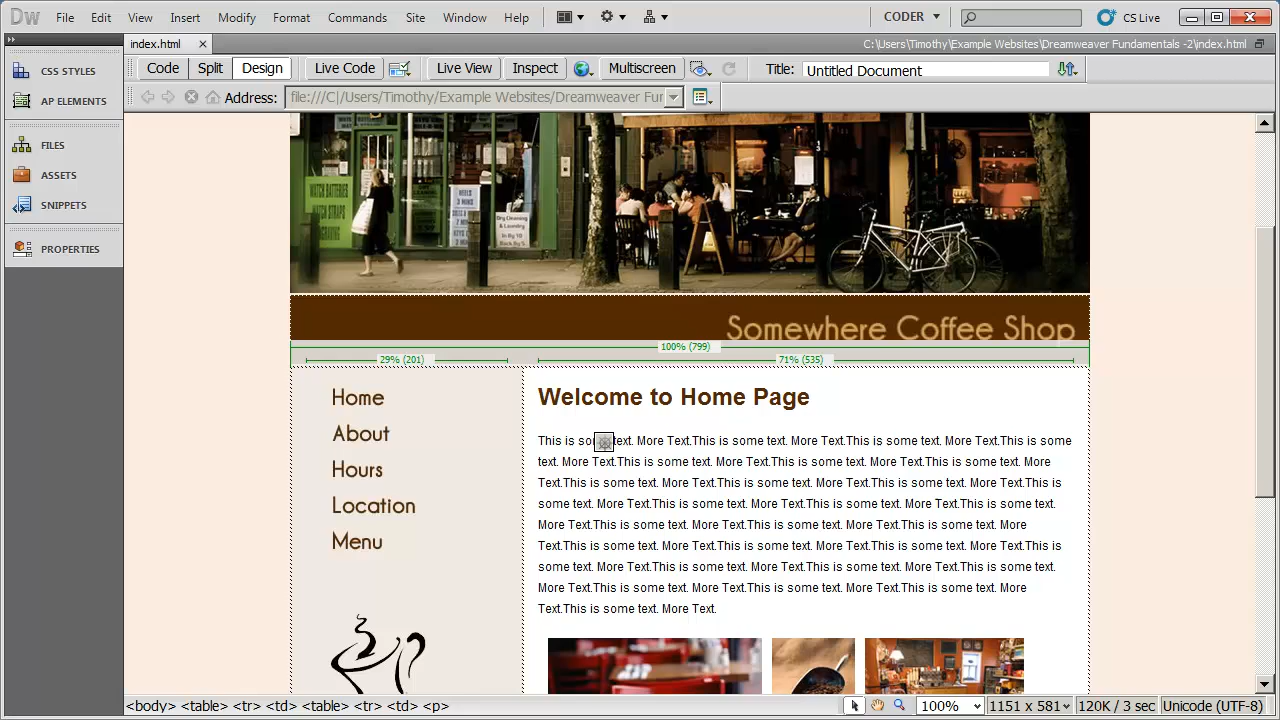 Dw File Edit View Insert Modify Format Commands Site Window Help CODER CS Live
index.html C:\Users\Timothy\Example Websites\Dreamweaver Fundamentals -2\index.html
Code Split Design Live Code Live View Inspect Multiscreen Title: Untitled Document
Address: file:///C|/Users/Timothy/Example Websites/Dreamweaver Fur
CSS STYLES
AP ELEMENTS
FILES
ASSETS
SNIPPETS
PROPERTIES
WATCH BATTERIES
WATCH STRAPS
Dry Cleaning
In By 10
Back By 5
Somewhere Coffee Shop
100% (799)
29% (201) 71% (535)
Home
About
Hours
Location
Menu
Welcome to Home Page
This is so text. More Text.This is some text. More Text.This is some text. More Text.This is some
text. More Text.This is some text. More Text.This is some text. More Text.This is some text. More
Text.This is some text. More Text.This is some text. More Text.This is some text. More Text.This is
some text. More Text.This is some text. More Text.This is some text. More Text.This is some text.
More Text.This is some text. More Text.This is some text. More Text.This is some text. More
Text.This is some text. More Text.This is some text. More Text.This is some text. More Text.This is
some text. More Text.This is some text. More Text.This is some text. More Text.This is some text.
More Text.This is some text. More Text.This is some text. More Text.This is some text. More
Text.This is some text. More Text.
<body> <table> <tr> <td> <table> <tr> <td> <p> 100% 1151 x 581 120K / 3 sec Unicode (UTF-8)